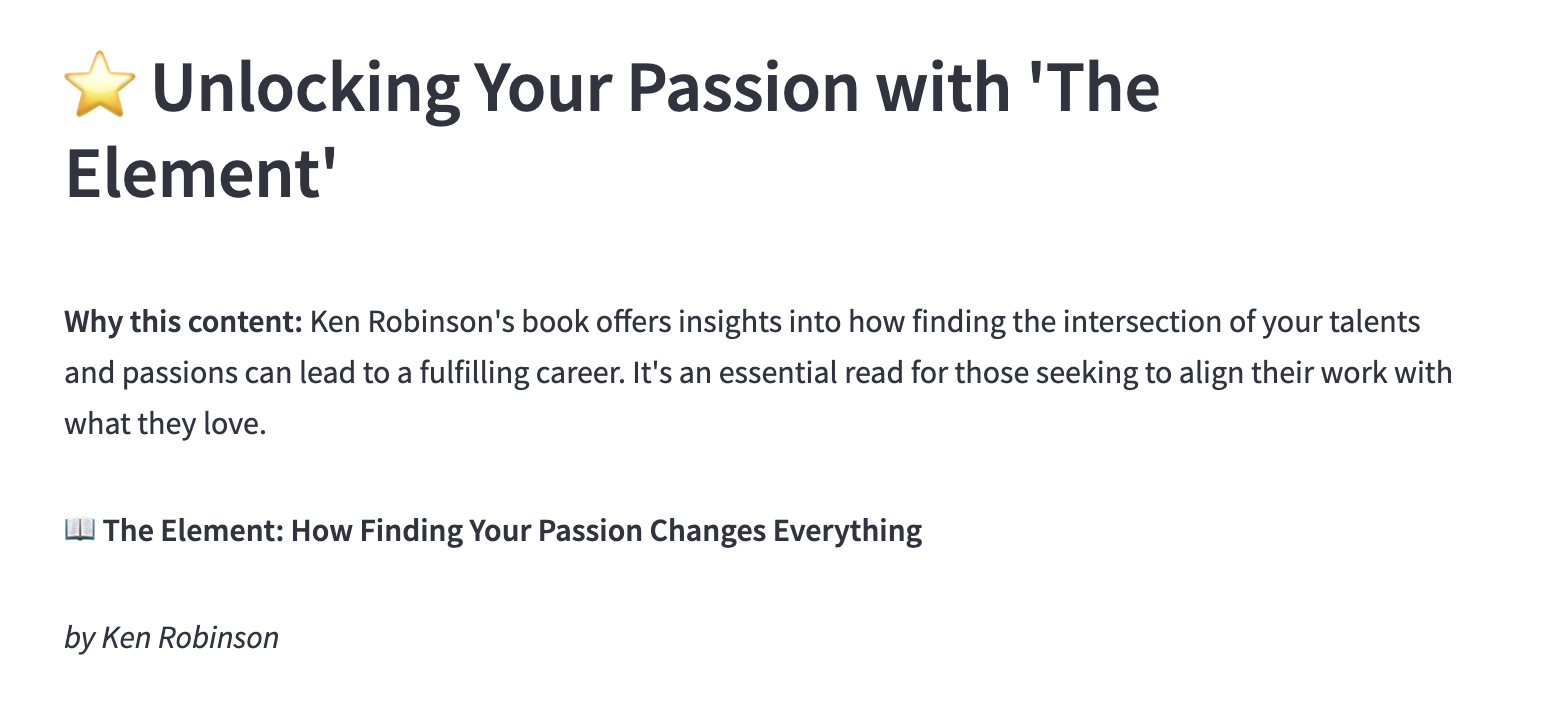 ⭐ Unlocking Your Passion with 'The
Element'
Why this content: Ken Robinson's book offers insights into how finding the intersection of your talents
and passions can lead to a fulfilling career. It's an essential read for those seeking to align their work with
what they love.
📖 The Element: How Finding Your Passion Changes Everything
by Ken Robinson